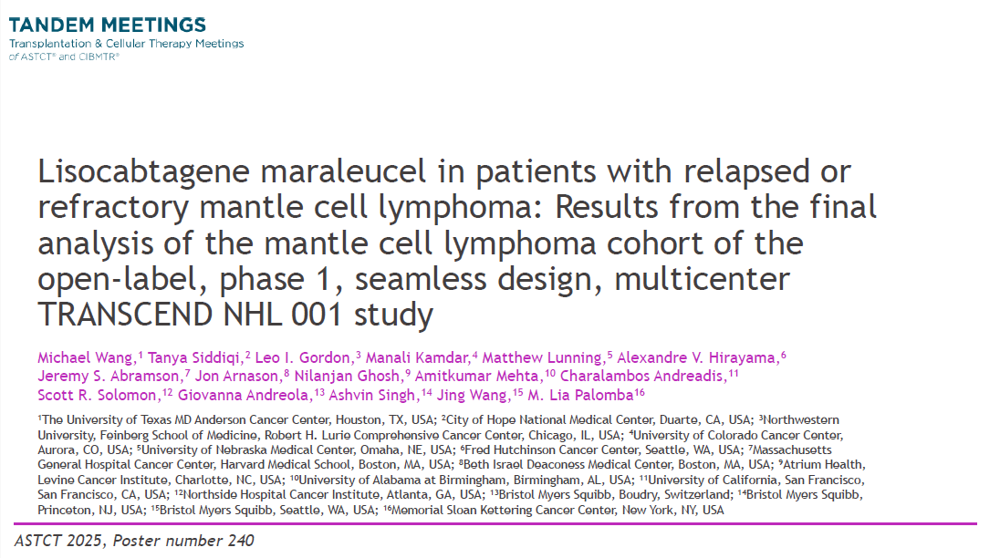 TANDEM MEETINGS
Transplantation & Cellular Therapy Meetings
of ASTCT® and CIBMTR®
Lisocabtagene maraleucel in patients with relapsed or
refractory mantle cell lymphoma: Results from the final
analysis of the mantle cell lymphoma cohort of the
open-label, phase 1, seamless design, multicenter
TRANSCEND NHL 001 study
Michael Wang,¹ Tanya Siddiqi,² Leo I. Gordon,³ Manali Kamdar,⁴ Matthew Lunning,⁵ Alexandre V. Hirayama,⁶
Jeremy S. Abramson,⁷ Jon Arnason,⁸ Nilanjan Ghosh,⁹ Amitkumar Mehta,¹⁰ Charalambos Andreadis,¹¹
Scott R. Solomon,¹² Giovanna Andreola,¹³ Ashvin Singh,¹⁴ Jing Wang,¹⁵ M. Lia Palomba¹⁶
¹The University of Texas MD Anderson Cancer Center, Houston, TX, USA; ²City of Hope National Medical Center, Duarte, CA, USA; ³Northwestern
University, Feinberg School of Medicine, Robert H. Lurie Comprehensive Cancer Center, Chicago, IL, USA; ⁴University of Colorado Cancer Center,
Aurora, CO, USA; ⁵University of Nebraska Medical Center, Omaha, NE, USA; ⁶Fred Hutchinson Cancer Center, Seattle, WA, USA; ⁷Massachusetts
General Hospital Cancer Center, Harvard Medical School, Boston, MA, USA; ⁸Beth Israel Deaconess Medical Center, Boston, MA, USA; ⁹Atrium Health,
Levine Cancer Institute, Charlotte, NC, USA; ¹⁰University of Alabama at Birmingham, Birmingham, AL, USA; ¹¹University of California, San Francisco,
San Francisco, CA, USA; ¹²Northside Hospital Cancer Institute, Atlanta, GA, USA; ¹³Bristol Myers Squibb, Boudry, Switzerland; ¹⁴Bristol Myers Squibb,
Princeton, NJ, USA; ¹⁵Bristol Myers Squibb, Seattle, WA, USA; ¹⁶Memorial Sloan Kettering Cancer Center, New York, NY, USA
ASTCT 2025, Poster number 240